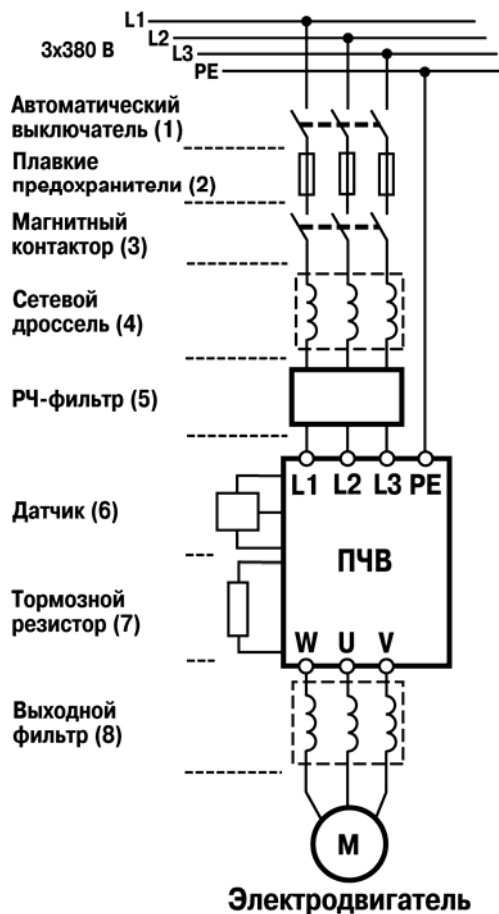 L1
L2
3x380 В
L3
PE
Автоматический
выключатель (1)
Плавкие
предохранители (2)
Магнитный
контактор (3)
Сетевой
дроссель (4)
РЧ-фильтр (5)
L1 L2 L3 PE
Датчик (6)
ПЧВ
Тормозной
резистор (7)
W U V
Выходной
фильтр (8)
M
Электродвигатель